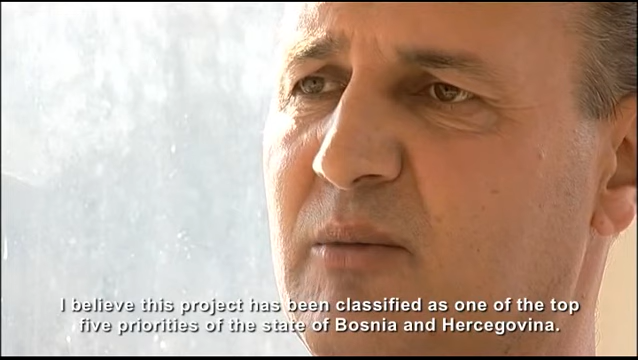 I believe this project has been classified as one of the top
five priorities of the state of Bosnia and Hercegovina.